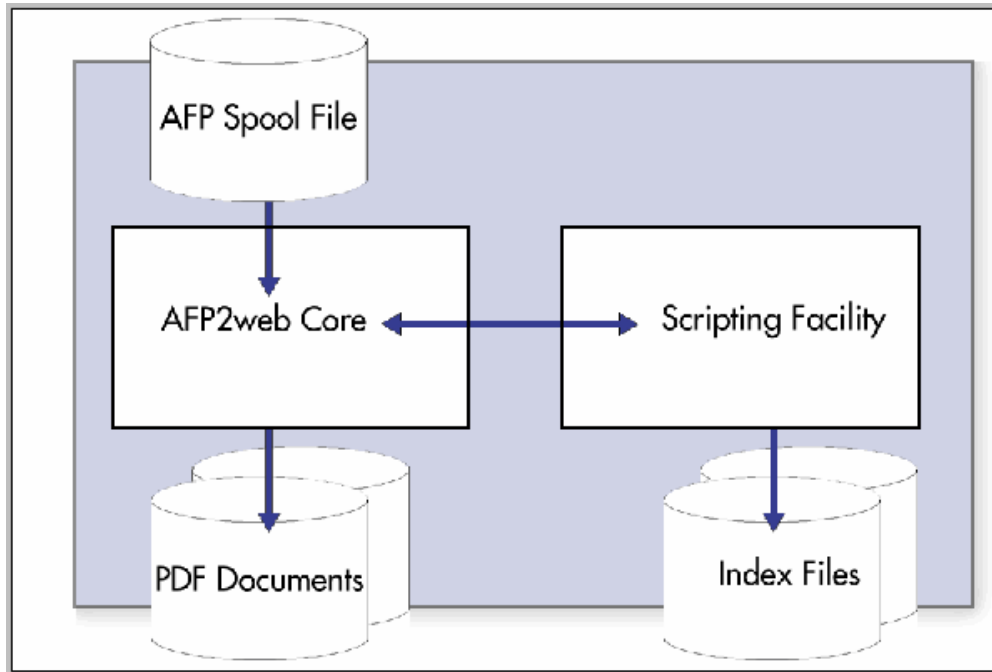 AFP Spool File
AFP2web Core
Scripting Facility
PDF Documents
Index Files